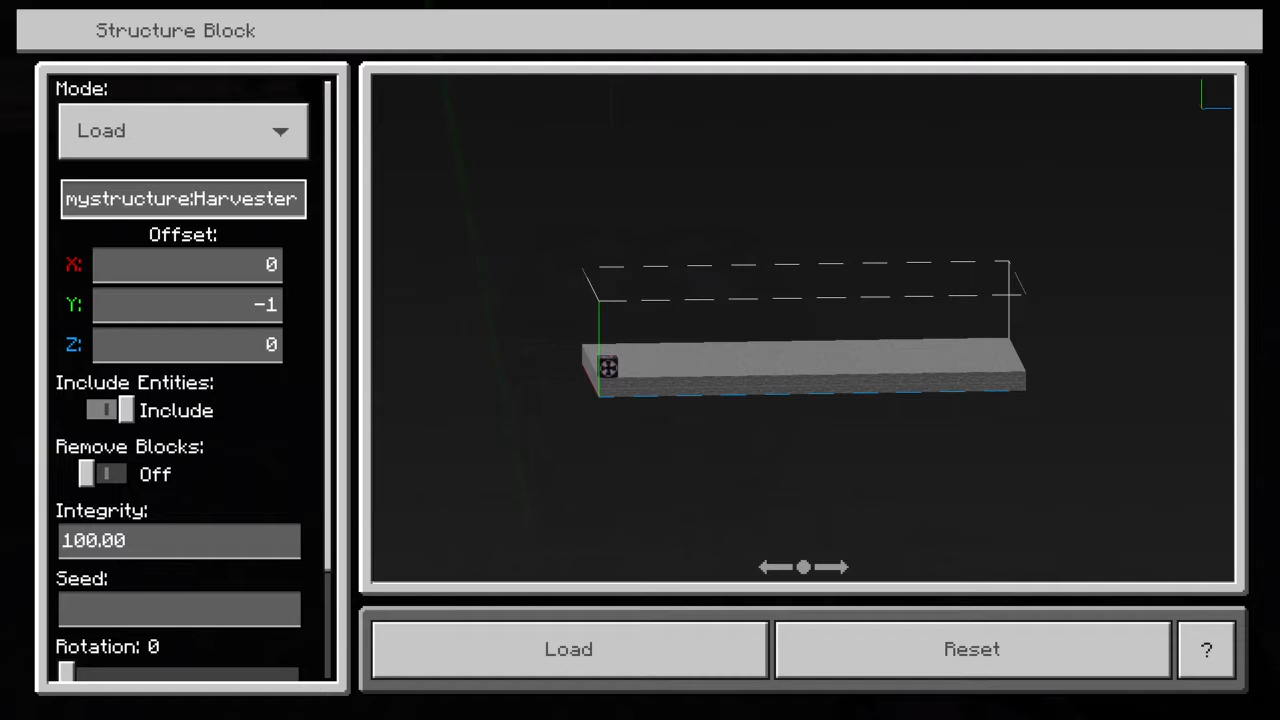 Structure Block
Mode:
Load
mystructure:Harvester
Offset:
X: 0
Y: -1
Z: 0
Include Entities:
Include
Remove Blocks:
Off
Integrity:
100.00
Seed:
Rotation: 0
Load
Reset
?